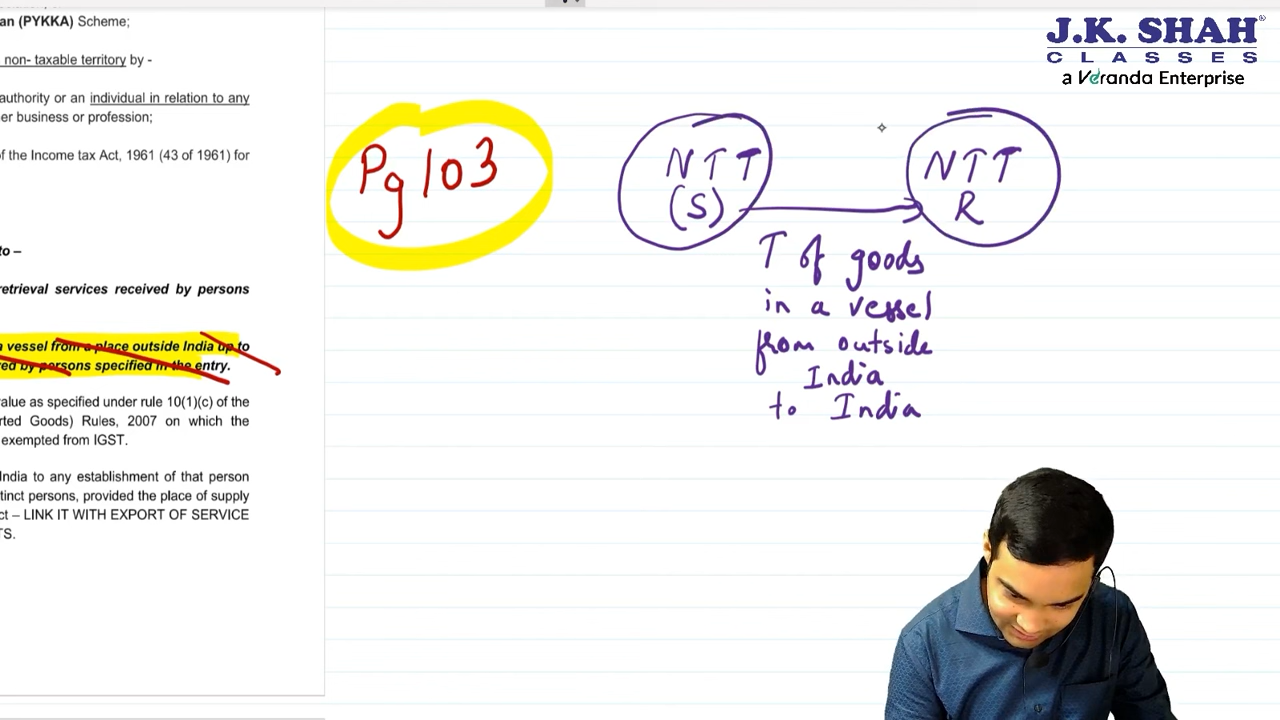 an (PYKKA) Scheme;
non- taxable territory by -
authority or an individual in relation to any
er business or profession;
of the Income tax Act, 1961 (43 of 1961) for
to –
retrieval services received by persons
a vessel from a place outside India up to
ed by persons specified in the entry.
alue as specified under rule 10(1)(c) of the
rted Goods) Rules, 2007 on which the
exempted from IGST.
ndia to any establishment of that person
tinct persons, provided the place of supply
ct – LINK IT WITH EXPORT OF SERVICE
TS.
Pg 103
NTT
(S)
NTT
R
T of goods
in a vessel
from outside
India
to India
J.K. SHAH®
CLASSES
a Veranda Enterprise